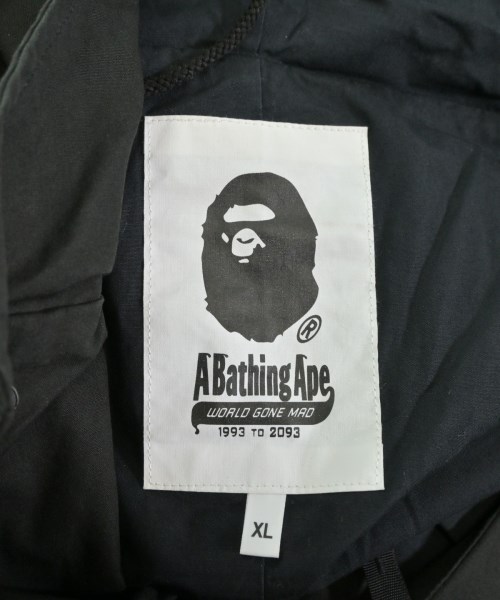 ®
A Bathing Ape
WORLD GONE MAD
1993 TO 2093
XL